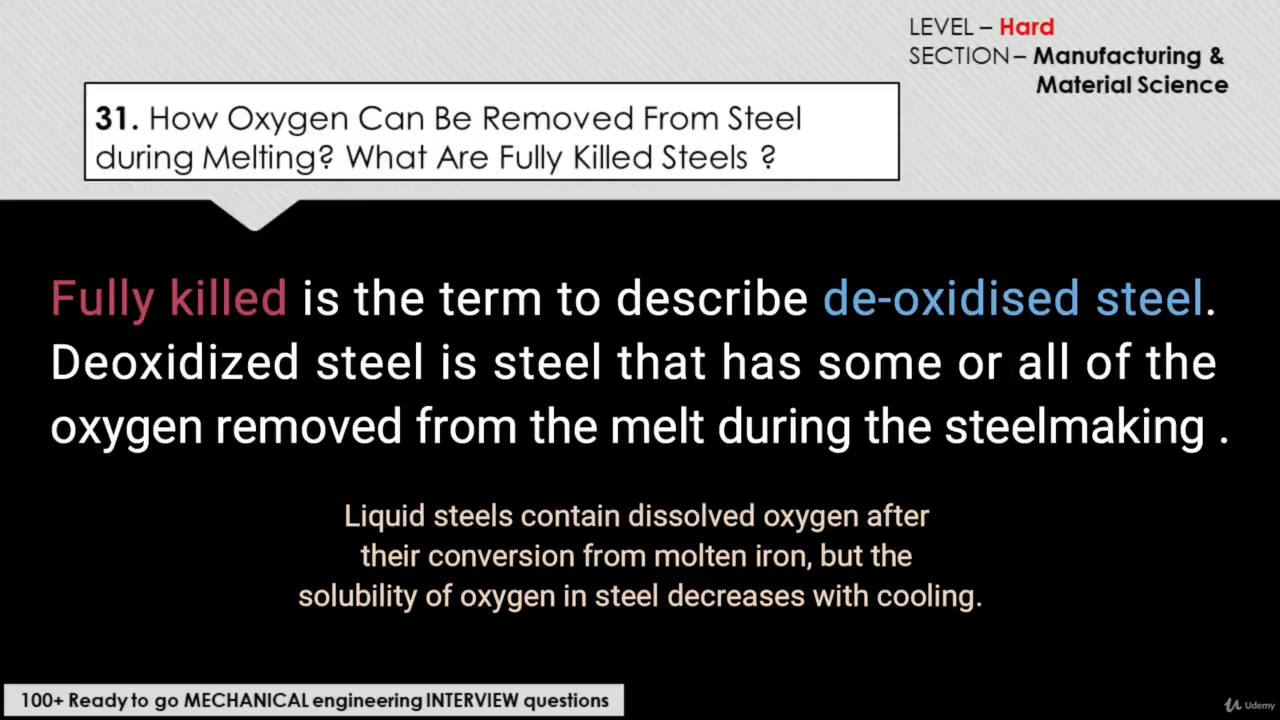 LEVEL – Hard
SECTION – Manufacturing &
Material Science
31. How Oxygen Can Be Removed From Steel
during Melting? What Are Fully Killed Steels ?
Fully killed is the term to describe de-oxidised steel.
Deoxidized steel is steel that has some or all of the
oxygen removed from the melt during the steelmaking .
Liquid steels contain dissolved oxygen after
their conversion from molten iron, but the
solubility of oxygen in steel decreases with cooling.
100+ Ready to go MECHANICAL engineering INTERVIEW questions
Udemy